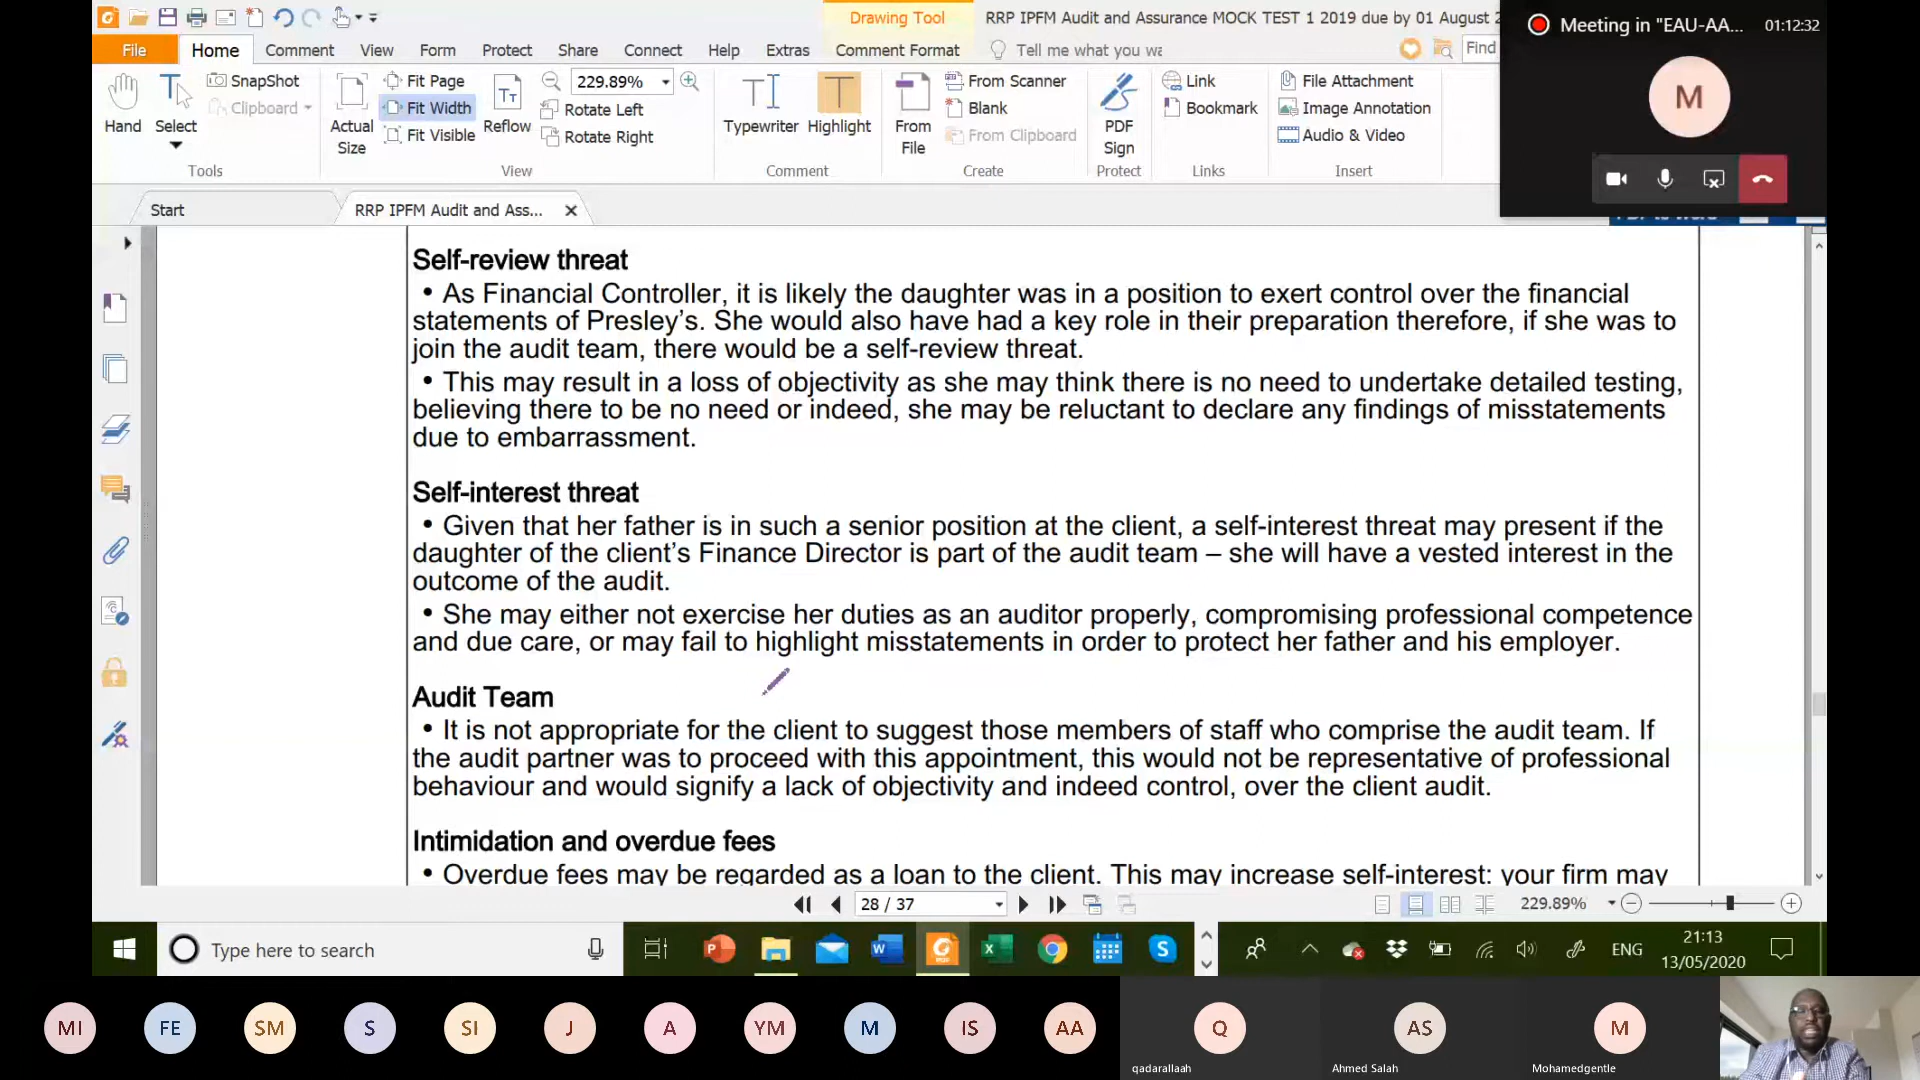 Drawing Tool
RRP IPFM Audit and Assurance MOCK TEST 1 2019 due by 01 August 2
Meeting in "EAU-AA...
01:12:32
File
Home
Comment
View
Form
Protect
Share
Connect
Help
Extras
Comment Format
Tell me what you wa
Find
M
Hand
Select
SnapShot
Clipboard
Tools
Actual
Size
Fit Page
Fit Width
Fit Visible
Reflow
229.89%
Rotate Left
Rotate Right
View
Typewriter
Highlight
Comment
From
File
From Scanner
Blank
From Clipboard
Create
PDF
Sign
Protect
Link
Bookmark
Links
File Attachment
Image Annotation
Audio & Video
Insert
Start
RRP IPFM Audit and Ass...
Self-review threat
• As Financial Controller, it is likely the daughter was in a position to exert control over the financial
statements of Presley's. She would also have had a key role in their preparation therefore, if she was to
join the audit team, there would be a self-review threat.
• This may result in a loss of objectivity as she may think there is no need to undertake detailed testing,
believing there to be no need or indeed, she may be reluctant to declare any findings of misstatements
due to embarrassment.
Self-interest threat
• Given that her father is in such a senior position at the client, a self-interest threat may present if the
daughter of the client's Finance Director is part of the audit team – she will have a vested interest in the
outcome of the audit.
• She may either not exercise her duties as an auditor properly, compromising professional competence
and due care, or may fail to highlight misstatements in order to protect her father and his employer.
Audit Team
• It is not appropriate for the client to suggest those members of staff who comprise the audit team. If
the audit partner was to proceed with this appointment, this would not be representative of professional
behaviour and would signify a lack of objectivity and indeed control, over the client audit.
Intimidation and overdue fees
• Overdue fees may be regarded as a loan to the client. This may increase self-interest: your firm may
28 / 37
229.89%
Type here to search
ENG
21:13
13/05/2020
MI
FE
SM
S
SI
J
A
YM
M
IS
AA
Q
qadarallaah
AS
Ahmed Salah
M
Mohamedgentle